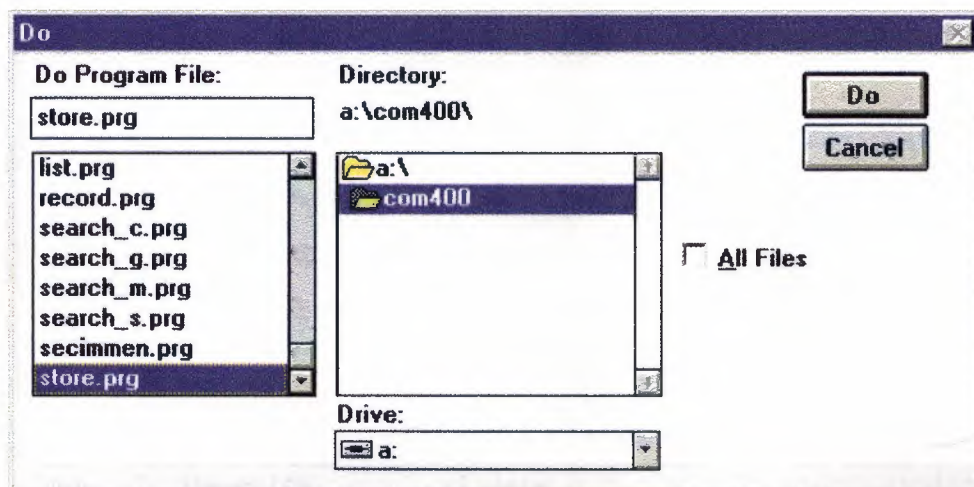 Do
Do Program File:
store.prg
list.prg
record.prg
search_c.prg
search_g.prg
search_m.prg
search_s.prg
secimmen.prg
store.prg
Directory:
a:\com400\
a:\
com400
Drive:
a:
Do
Cancel
All Files